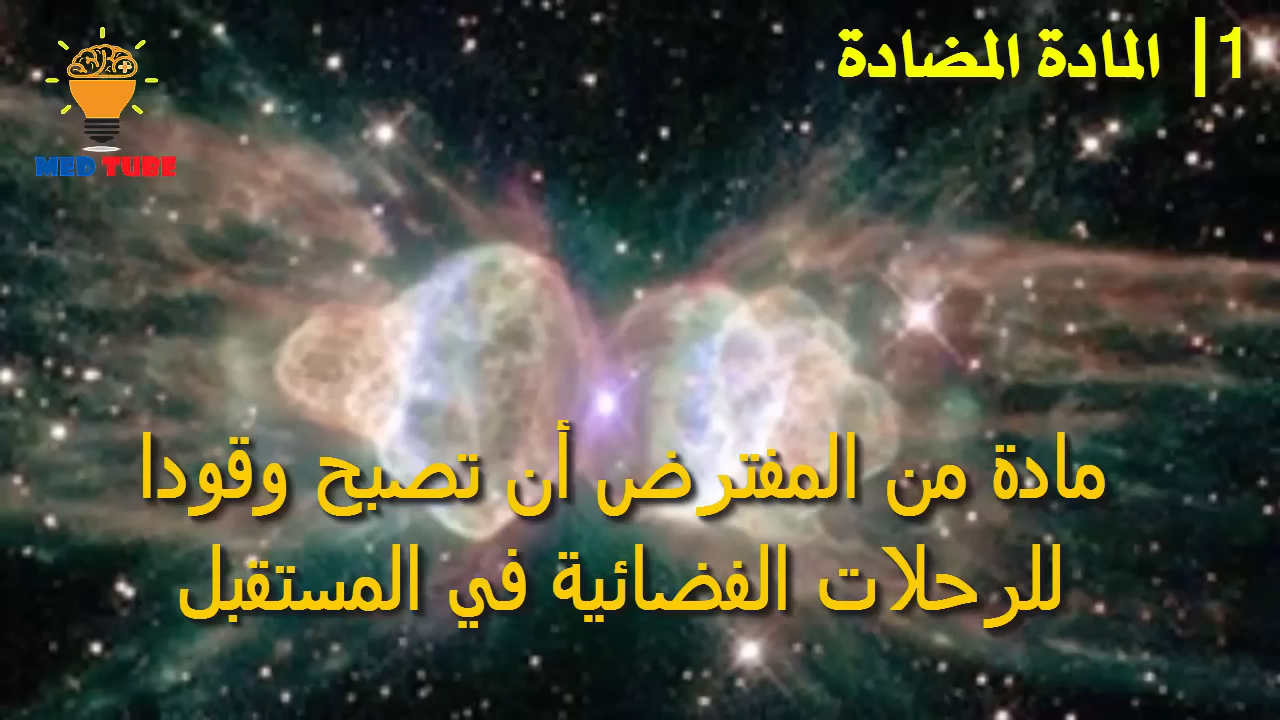 1| المادة المضادة
MED TUBE
مادة من المفترض أن تصبح وقودا
للرحلات الفضائية في المستقبل